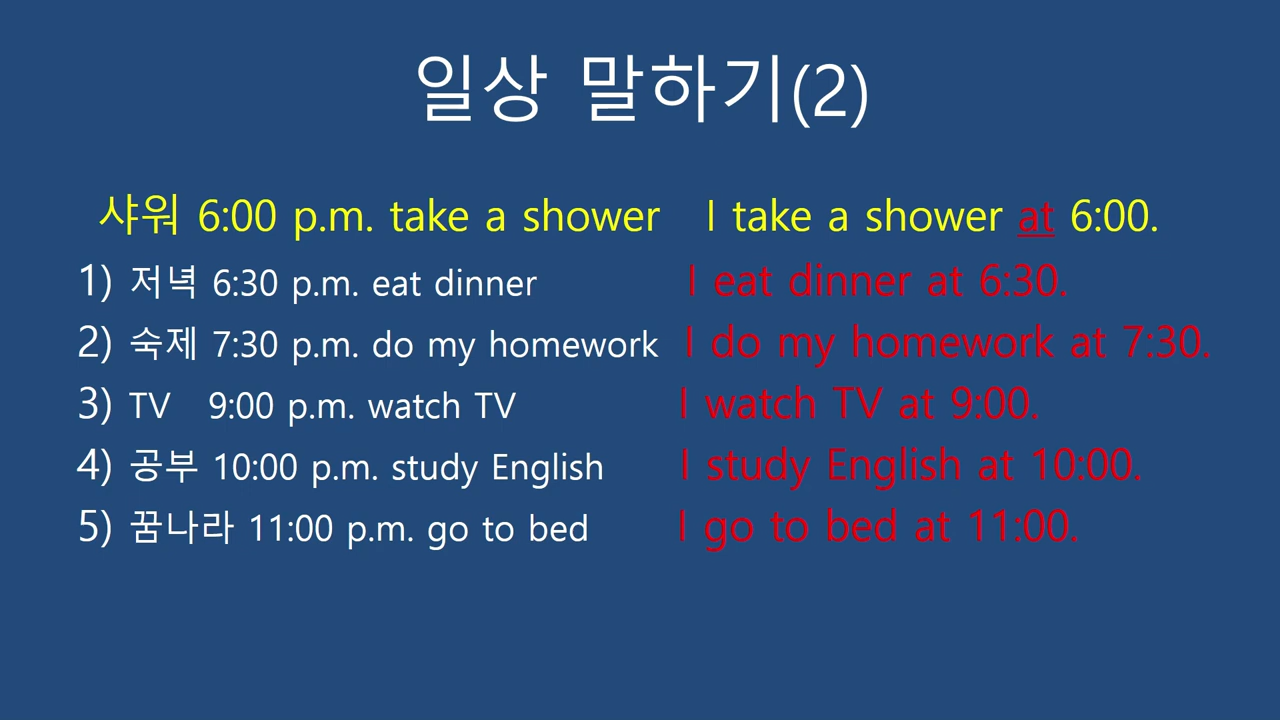 일상 말하기(2)
샤워 6:00 p.m. take a shower I take a shower at 6:00.
1) 저녁 6:30 p.m. eat dinner I eat dinner at 6:30.
2) 숙제 7:30 p.m. do my homework I do my homework at 7:30.
3) TV 9:00 p.m. watch TV I watch TV at 9:00.
4) 공부 10:00 p.m. study English I study English at 10:00.
5) 꿈나라 11:00 p.m. go to bed I go to bed at 11:00.